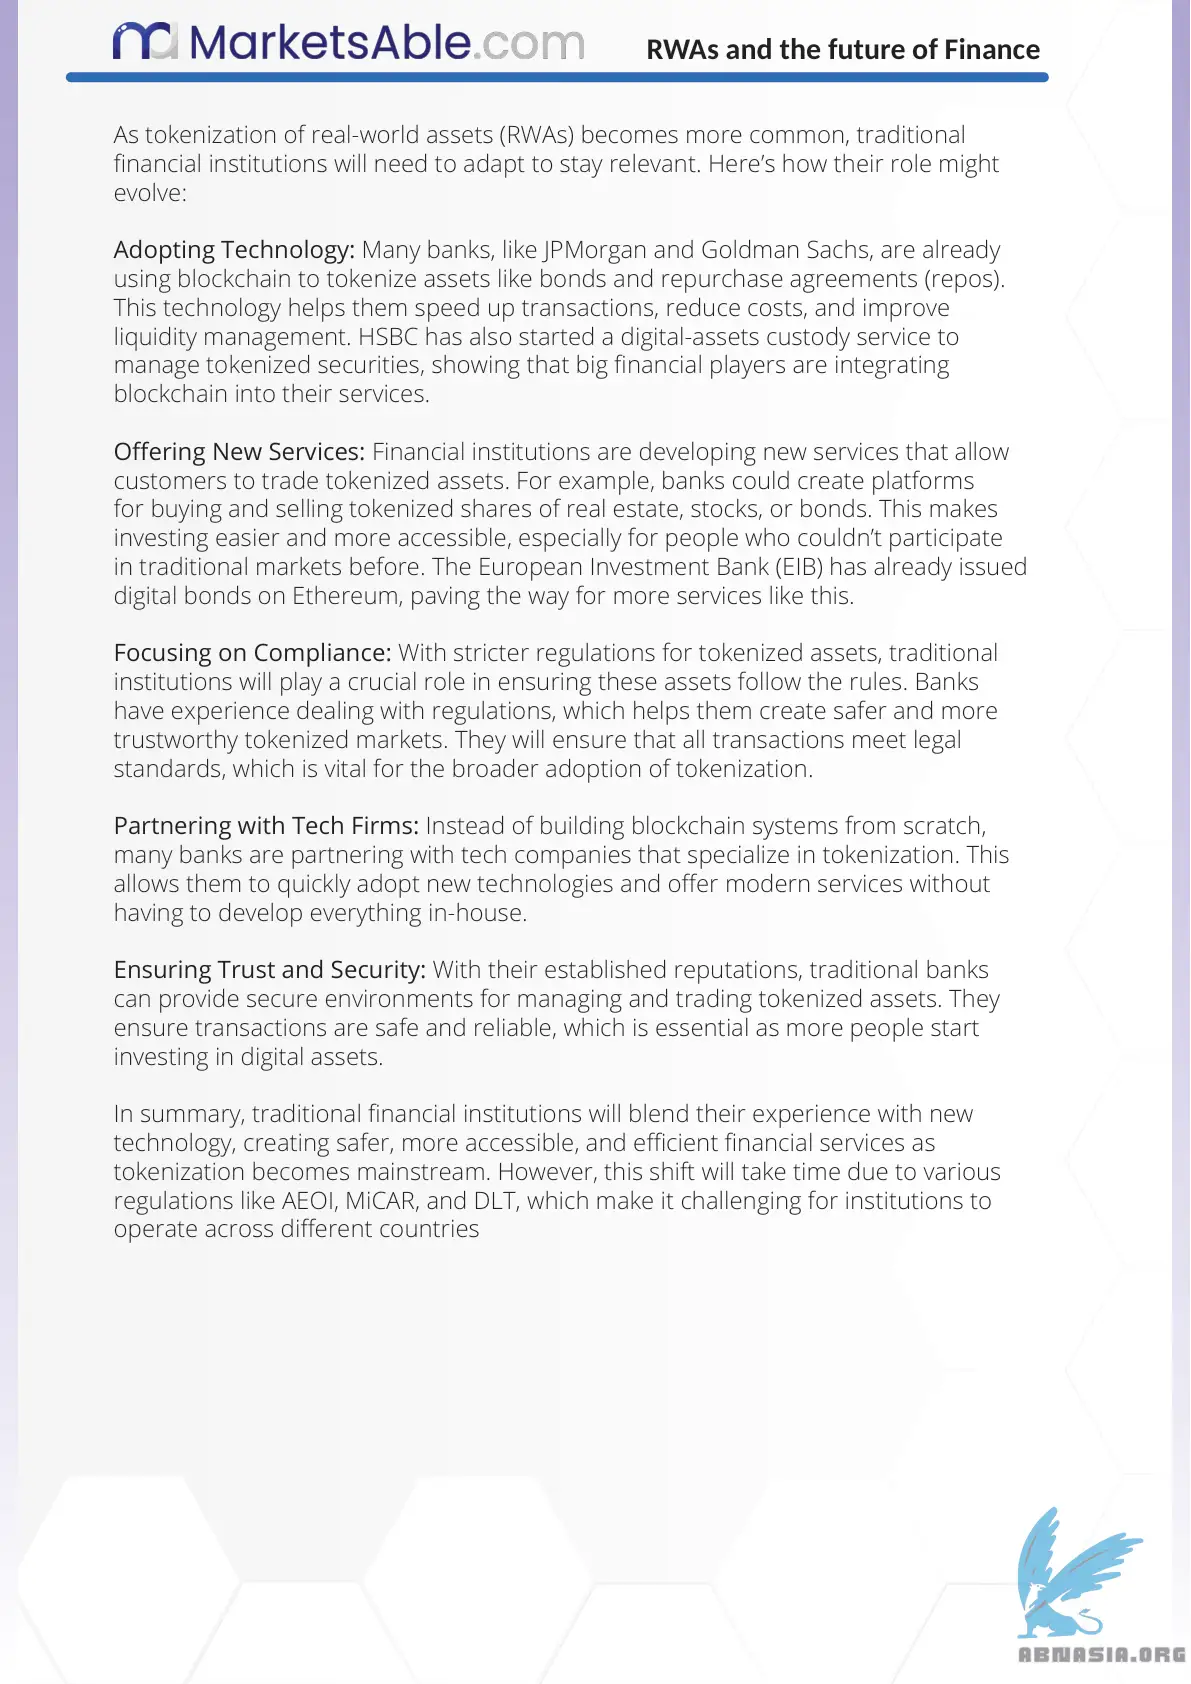 MarketsAble.com
RWAs and the future of Finance
As tokenization of real-world assets (RWAs) becomes more common, traditional
financial institutions will need to adapt to stay relevant. Here’s how their role might
evolve:
Adopting Technology: Many banks, like JPMorgan and Goldman Sachs, are already
using blockchain to tokenize assets like bonds and repurchase agreements (repos).
This technology helps them speed up transactions, reduce costs, and improve
liquidity management. HSBC has also started a digital-assets custody service to
manage tokenized securities, showing that big financial players are integrating
blockchain into their services.
Offering New Services: Financial institutions are developing new services that allow
customers to trade tokenized assets. For example, banks could create platforms
for buying and selling tokenized shares of real estate, stocks, or bonds. This makes
investing easier and more accessible, especially for people who couldn’t participate
in traditional markets before. The European Investment Bank (EIB) has already issued
digital bonds on Ethereum, paving the way for more services like this.
Focusing on Compliance: With stricter regulations for tokenized assets, traditional
institutions will play a crucial role in ensuring these assets follow the rules. Banks
have experience dealing with regulations, which helps them create safer and more
trustworthy tokenized markets. They will ensure that all transactions meet legal
standards, which is vital for the broader adoption of tokenization.
Partnering with Tech Firms: Instead of building blockchain systems from scratch,
many banks are partnering with tech companies that specialize in tokenization. This
allows them to quickly adopt new technologies and offer modern services without
having to develop everything in-house.
Ensuring Trust and Security: With their established reputations, traditional banks
can provide secure environments for managing and trading tokenized assets. They
ensure transactions are safe and reliable, which is essential as more people start
investing in digital assets.
In summary, traditional financial institutions will blend their experience with new
technology, creating safer, more accessible, and efficient financial services as
tokenization becomes mainstream. However, this shift will take time due to various
regulations like AEOI, MiCAR, and DLT, which make it challenging for institutions to
operate across different countries
ABNASIA.ORG